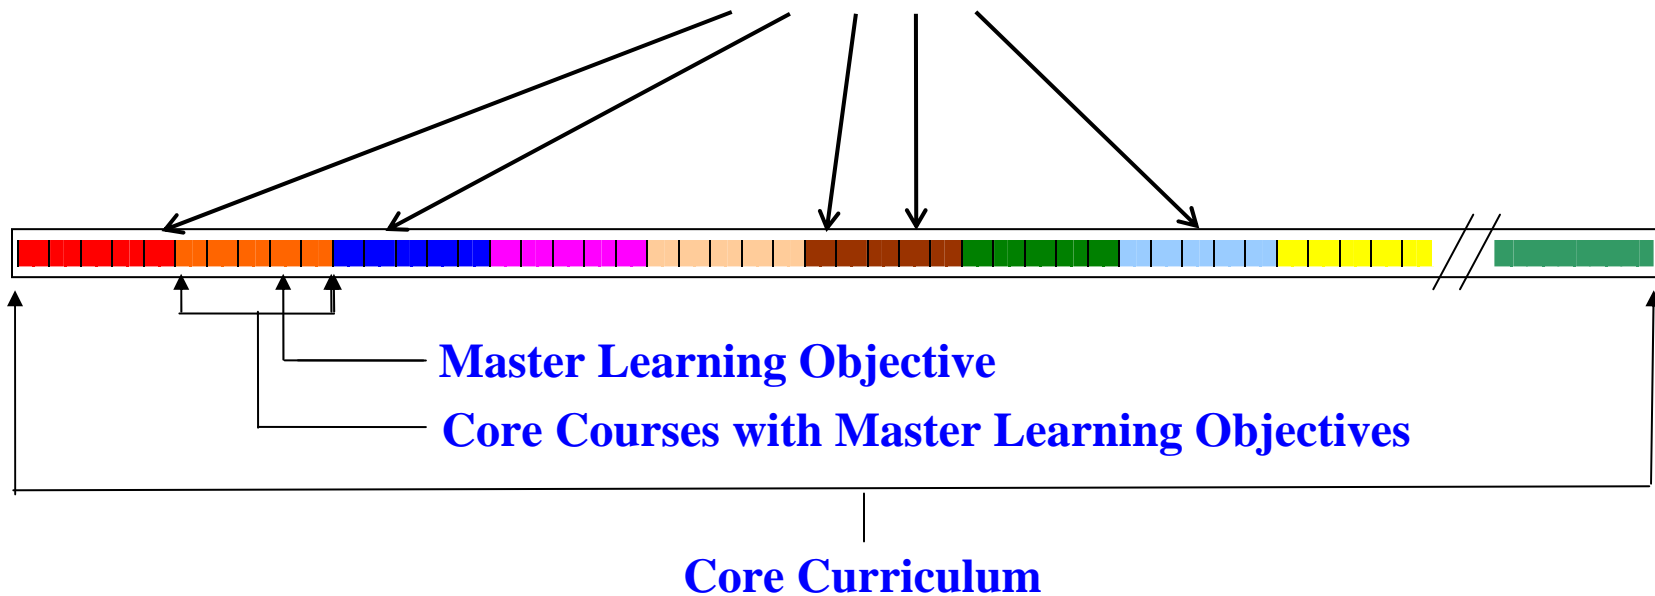 Master Learning Objective
Core Courses with Master Learning Objectives
Core Curriculum